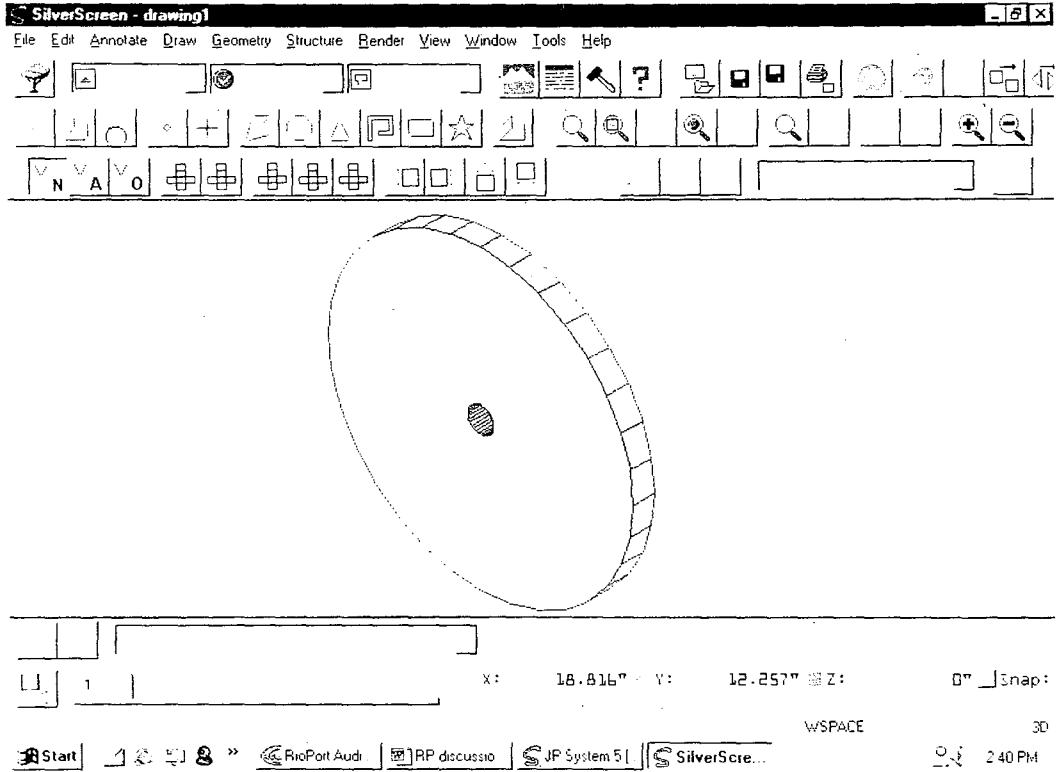 SilverScreen - drawing1
File Edit Annotate Draw Geometry Structure Render View Window Tools Help
?
N A O
1 X: 18.816" Y: 12.257" Z: 0" Snap:
WSPACE 3D
Start » RioPort Audi RP discussio JP System 5 [ SilverScre... 2:40 PM